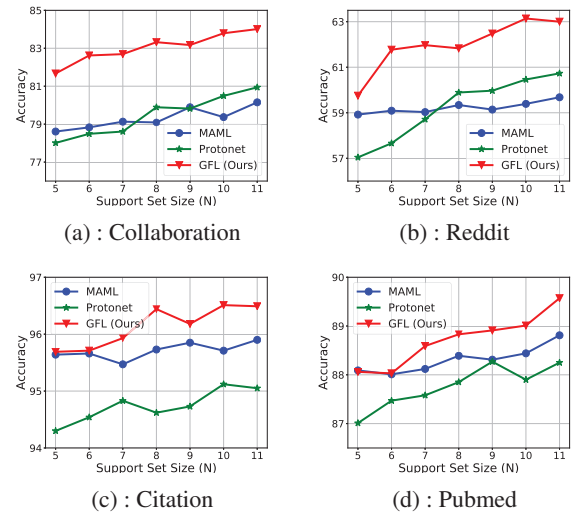 85
83
81
79
77
Accuracy
MAML
Protonet
GFL (Ours)
5 6 7 8 9 10 11
Support Set Size (N)
(a) : Collaboration
63
61
59
57
Accuracy
MAML
Protonet
GFL (Ours)
5 6 7 8 9 10 11
Support Set Size (N)
(b) : Reddit
97
96
95
94
Accuracy
MAML
Protonet
GFL (Ours)
5 6 7 8 9 10 11
Support Set Size (N)
(c) : Citation
90
89
88
87
Accuracy
MAML
Protonet
GFL (Ours)
5 6 7 8 9 10 11
Support Set Size (N)
(d) : Pubmed